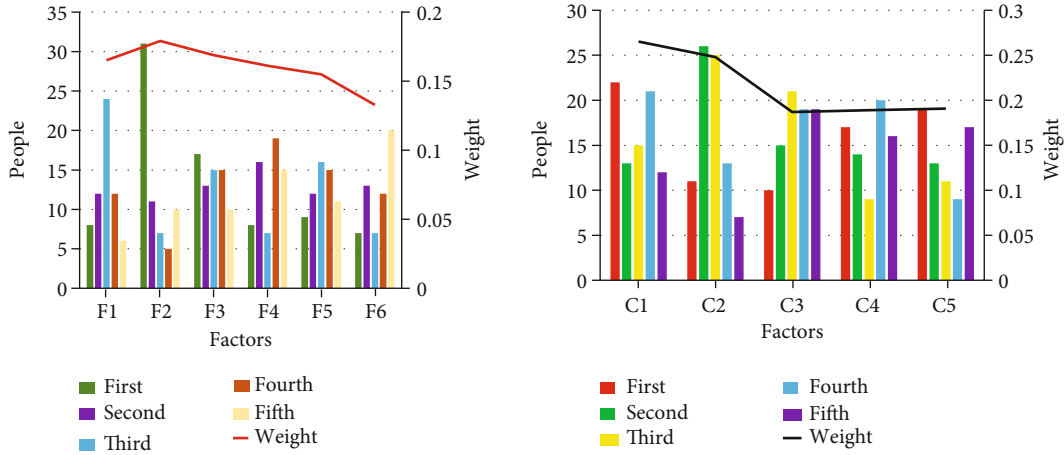 35
30
25
20
15
10
5
0
People
0.2
0.15
0.1
0.05
0
Weight
F1 F2 F3 F4 F5 F6
Factors
First
Second
Third
Fourth
Fifth
Weight
30
25
20
15
10
5
0
People
0.3
0.25
0.2
0.15
0.1
0.05
0
Weight
C1 C2 C3 C4 C5
Factors
First
Second
Third
Fourth
Fifth
Weight